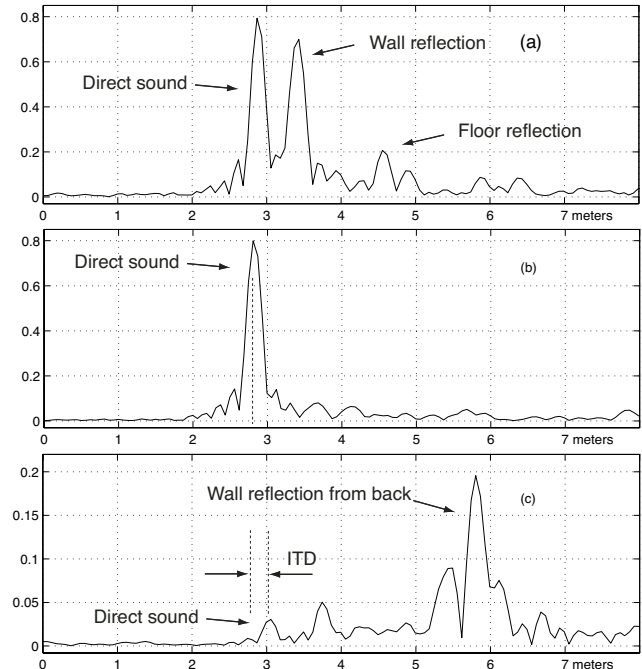 0.8
Wall reflection
(a)
0.6
Direct sound
0.4
Floor reflection
0.2
0
0 1 2 3 4 5 6 7 meters
0.8
Direct sound
(b)
0.6
0.4
0.2
0
0 1 2 3 4 5 6 7 meters
0.2
Wall reflection from back
(c)
0.15
0.1
ITD
0.05
Direct sound
0
0 1 2 3 4 5 6 7 meters